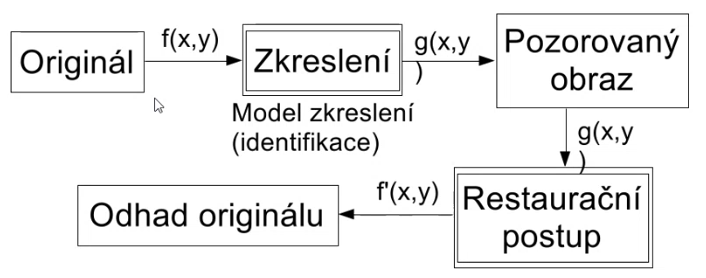 Originál
f(x,y)
Zkreslení
g(x,y
)
Pozorovaný
obraz
Model zkreslení
(identifikace)
g(x,y
)
Restaurační
postup
f'(x,y)
Odhad originálu